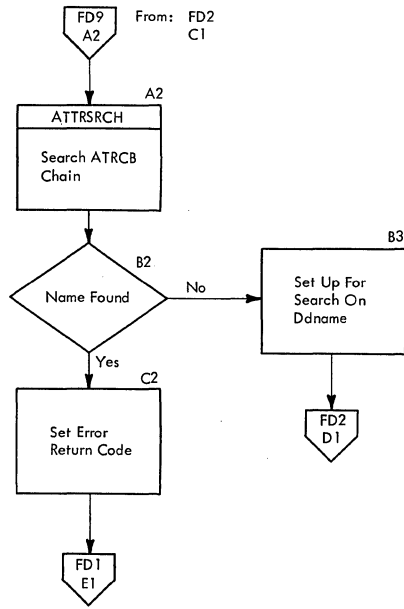 FD9
A2
From: FD2
C1
A2
ATTRSRCH
Search ATRCB
Chain
B2
Name Found
No
Yes
B3
Set Up For
Search On
Ddname
FD2
D1
C2
Set Error
Return Code
FD1
E1